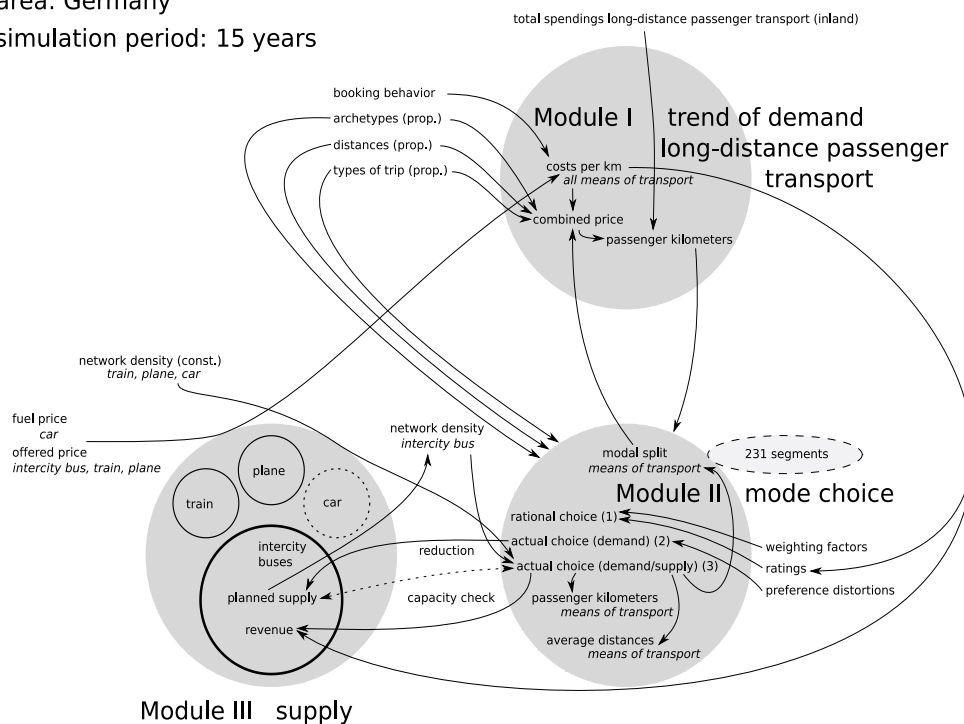 area: Germany
simulation period: 15 years
total spendings long-distance passenger transport (inland)
booking behavior
archetypes (prop.)
distances (prop.)
types of trip (prop.)
Module I trend of demand
long-distance passenger
transport
costs per km
all means of transport
combined price
passenger kilometers
network density (const.)
train, plane, car
fuel price
car
offered price
intercity bus, train, plane
network density
intercity bus
plane
train
car
intercity
buses
planned supply
revenue
reduction
capacity check
modal split
means of transport
231 segments
Module II mode choice
rational choice (1)
actual choice (demand) (2)
actual choice (demand/supply) (3)
passenger kilometers
means of transport
average distances
means of transport
weighting factors
ratings
preference distortions
Module III supply